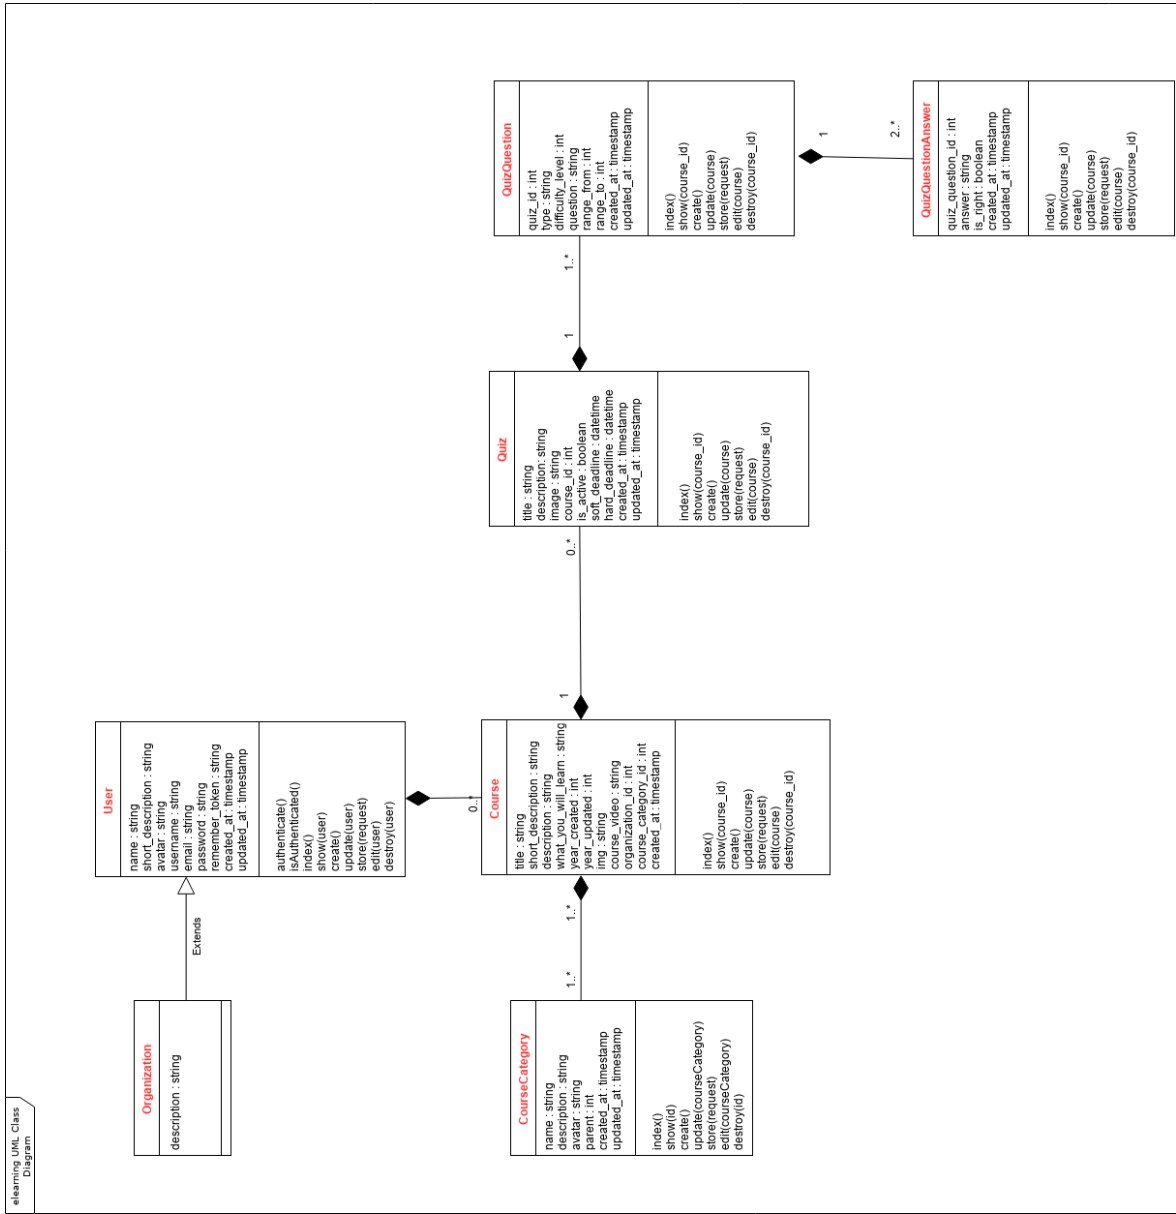 elearning UML Class
Diagram
Organization
description : string
Extends
User
name : string
short_description : string
avatar : string
username : string
email : string
password : string
remember_token : string
created_at : timestamp
updated_at : timestamp
authenticate()
isAuthenticated()
index()
show(user)
create()
update(user)
store(request)
edit(user)
destroy(user)
0..*
CourseCategory
name : string
description : string
avatar : string
parent : int
created_at : timestamp
updated_at : timestamp
index()
show(id)
create()
update(courseCategory)
store(request)
edit(courseCategory)
destroy(id)
1..*
1..*
Course
title : string
short_description : string
description : string
what_you_will_learn : string
year_created : int
year_updated : int
img : string
course_video : string
organization_id : int
course_category_id : int
created_at : timestamp
index()
show(course_id)
create()
update(course)
store(request)
edit(course)
destroy(course_id)
1
0..*
Quiz
title : string
description: string
image : string
course_id : int
is_active : boolean
soft_deadline : datetime
hard_deadline : datetime
created_at : timestamp
updated_at : timestamp
index()
show(course_id)
create()
update(course)
store(request)
edit(course)
destroy(course_id)
1
1..*
QuizQuestion
quiz_id : int
type : string
difficulty_level : int
question : string
range_from : int
range_to : int
created_at : timestamp
updated_at : timestamp
index()
show(course_id)
create()
update(course)
store(request)
edit(course)
destroy(course_id)
1
2..*
QuizQuestionAnswer
quiz_question_id : int
answer : string
is_right : boolean
created_at : timestamp
updated_at : timestamp
index()
show(course_id)
create()
update(course)
store(request)
edit(course)
destroy(course_id)